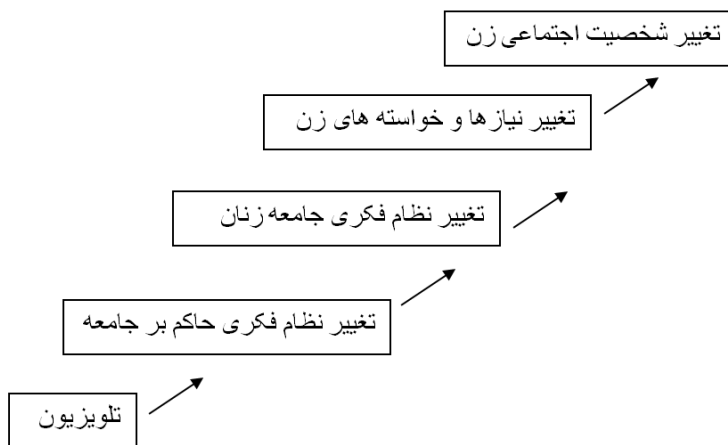 تغییر شخصیت اجتماعی زن
تغییر نیازها و خواسته های زن
تغییر نظام فکری جامعه زنان
تغییر نظام فکری حاکم بر جامعه
تلویزیون